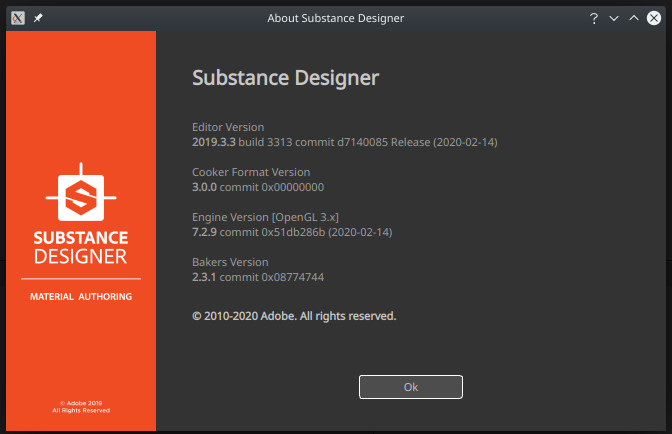 About Substance Designer
Substance Designer
Editor Version
2019.3.3 build 3313 commit d7140085 Release (2020-02-14)
Cooker Format Version
3.0.0 commit 0x00000000
Engine Version [OpenGL 3.x]
7.2.9 commit 0x51db286b (2020-02-14)
Bakers Version
2.3.1 commit 0x08774744
© 2010-2020 Adobe. All rights reserved.
SUBSTANCE
DESIGNER
MATERIAL AUTHORING
© Adobe 2019
All Rights Reserved
Ok